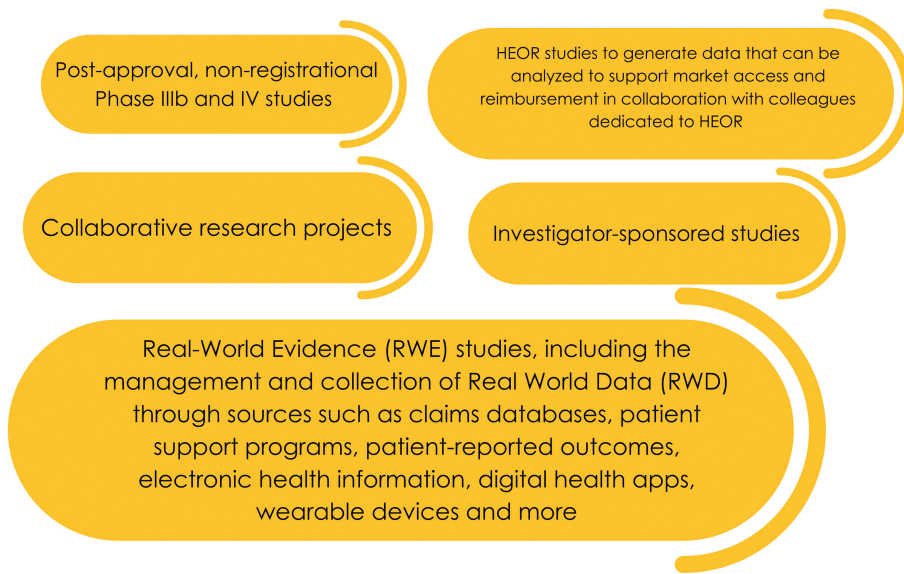 Post-approval, non-registrational
Phase IIIb and IV studies
HEOR studies to generate data that can be
analyzed to support market access and
reimbursement in collaboration with colleagues
dedicated to HEOR
Collaborative research projects
Investigator-sponsored studies
Real-World Evidence (RWE) studies, including the
management and collection of Real World Data (RWD)
through sources such as claims databases, patient
support programs, patient-reported outcomes,
electronic health information, digital health apps,
wearable devices and more